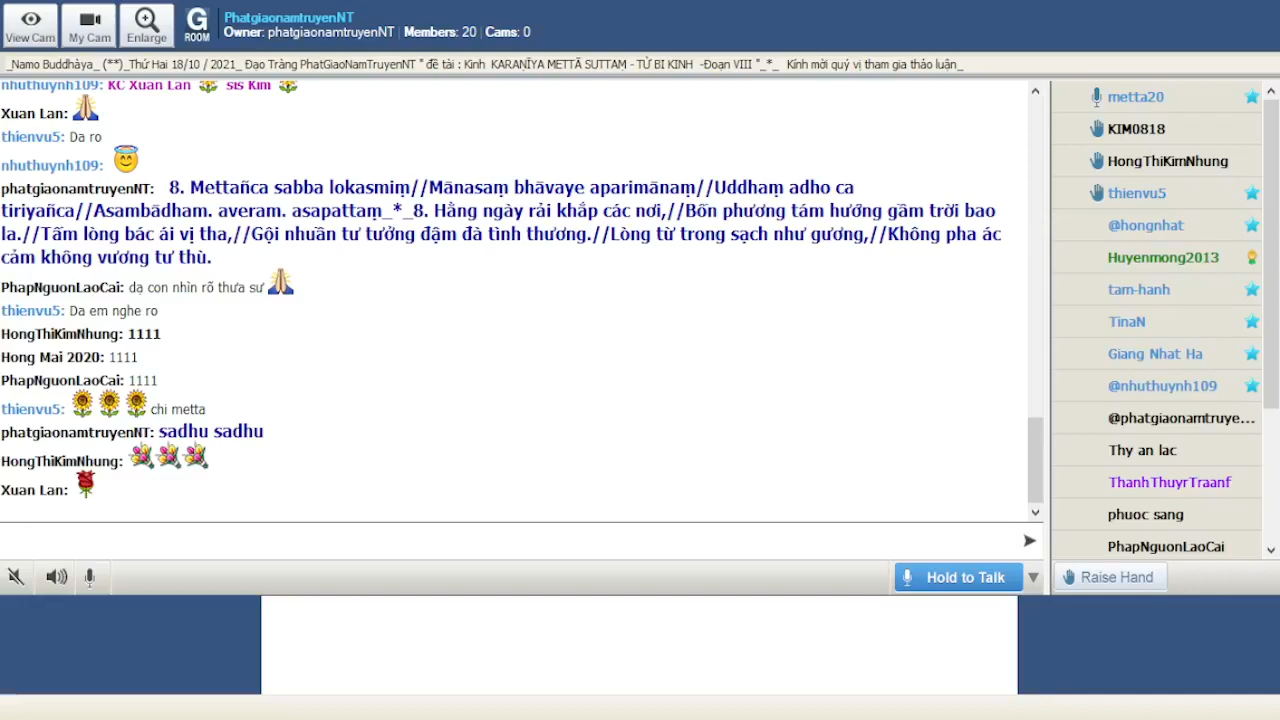 View Cam
My Cam
Enlarge
G
ROOM
PhatgiaonamtruyenNT
Owner: phatgiaonamtruyenNT | Members: 20 | Cams: 0
_Namo Buddhàya_ (**)_Thứ Hai 18/10 / 2021_ Đạo Tràng PhatGiaoNamTruyenNT " đề tài : Kinh KARAṆĪYA METTĀ SUTTAṂ - TỪ BI KINH -Đoạn VIII "_*_ Kính mời quý vị tham gia thảo luận_
nhuthuynh109: KC Xuan Lan sis Kim
Xuan Lan:
thienvu5: Da ro
nhuthuynh109:
phatgiaonamtruyenNT: 8. Mettañca sabba lokasmiṃ//Mānasaṃ bhāvaye aparimānaṃ//Uddhaṃ adho ca
tiriyañca//Asambādham. averam. asapattaṃ_*_8. Hằng ngày rải khắp các nơi,//Bốn phương tám hướng gầm trời bao
la.//Tấm lòng bác ái vị tha,//Gội nhuần tư tưởng đậm đà tình thương.//Lòng từ trong sạch như gương,//Không pha ác
cảm không vương tư thù.
PhapNguonLaoCai: dạ con nhìn rõ thưa sư
thienvu5: Da em nghe ro
HongThiKimNhung: 1111
Hong Mai 2020: 1111
PhapNguonLaoCai: 1111
thienvu5: chi metta
phatgiaonamtruyenNT: sadhu sadhu
HongThiKimNhung:
Xuan Lan:
Hold to Talk
metta20
KIM0818
HongThiKimNhung
thienvu5
@hongnhat
Huyenmong2013
tam-hanh
TinaN
Giang Nhat Ha
@nhuthuynh109
@phatgiaonamtruye...
Thy an lac
ThanhThuyrTraanf
phuoc sang
PhapNguonLaoCai
Raise Hand